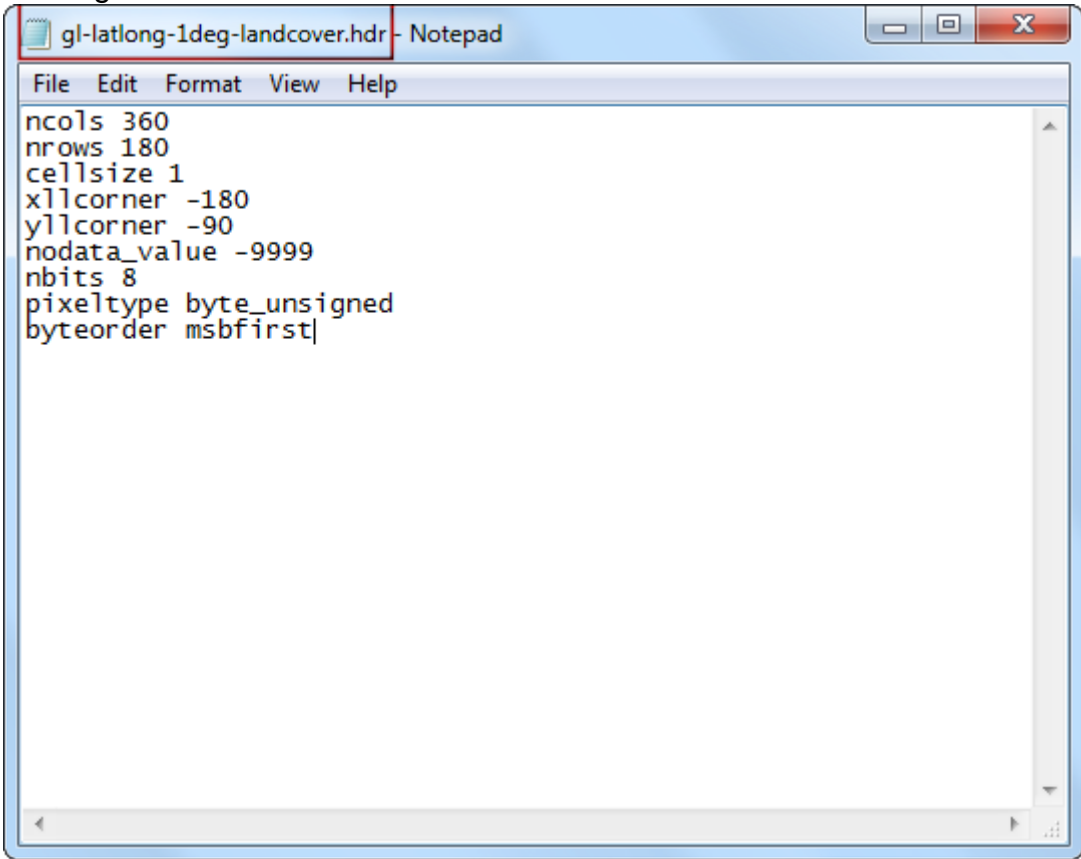 gl-latlong-1deg-landcover.hdr - Notepad
File Edit Format View Help
ncols 360
nrows 180
cellsize 1
xllcorner -180
yllcorner -90
nodata_value -9999
nbits 8
pixeltype byte_unsigned
byteorder msbfirst